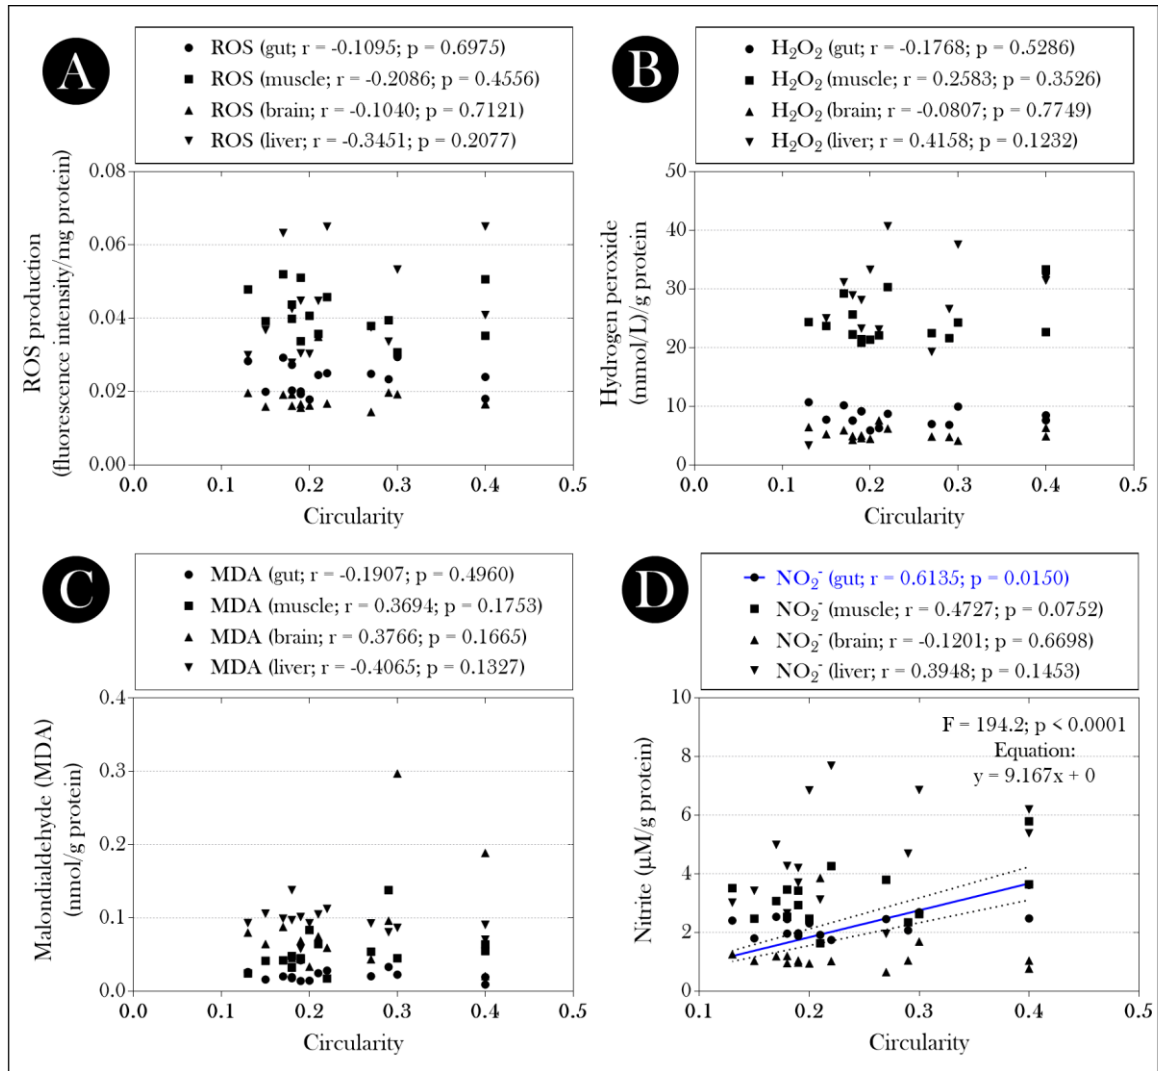 A
ROS (gut; r = -0.1095; p = 0.6975)
ROS (muscle; r = -0.2086; p = 0.4556)
ROS (brain; r = -0.1040; p = 0.7121)
ROS (liver; r = -0.3451; p = 0.2077)
ROS production
(fluorescence intensity/mg protein)
0.08
0.06
0.04
0.02
0.00
0.0 0.1 0.2 0.3 0.4 0.5
Circularity
B
H₂O₂ (gut; r = -0.1768; p = 0.5286)
H₂O₂ (muscle; r = 0.2583; p = 0.3526)
H₂O₂ (brain; r = -0.0807; p = 0.7749)
H₂O₂ (liver; r = 0.4158; p = 0.1232)
Hydrogen peroxide
(mmol/L)/g protein
50
40
30
20
10
0
0.0 0.1 0.2 0.3 0.4 0.5
Circularity
C
MDA (gut; r = -0.1907; p = 0.4960)
MDA (muscle; r = 0.3694; p = 0.1753)
MDA (brain; r = 0.3766; p = 0.1665)
MDA (liver; r = -0.4065; p = 0.1327)
Malondialdehyde (MDA)
(nmol/g protein)
0.4
0.3
0.2
0.1
0.0
0.0 0.1 0.2 0.3 0.4 0.5
Circularity
D
NO₂⁻ (gut; r = 0.6135; p = 0.0150)
NO₂⁻ (muscle; r = 0.4727; p = 0.0752)
NO₂⁻ (brain; r = -0.1201; p = 0.6698)
NO₂⁻ (liver; r = 0.3948; p = 0.1453)
Nitrite (µM/g protein)
10
8
6
4
2
0
F = 194.2; p < 0.0001
Equation:
y = 9.167x + 0
0.1 0.2 0.3 0.4 0.5
Circularity